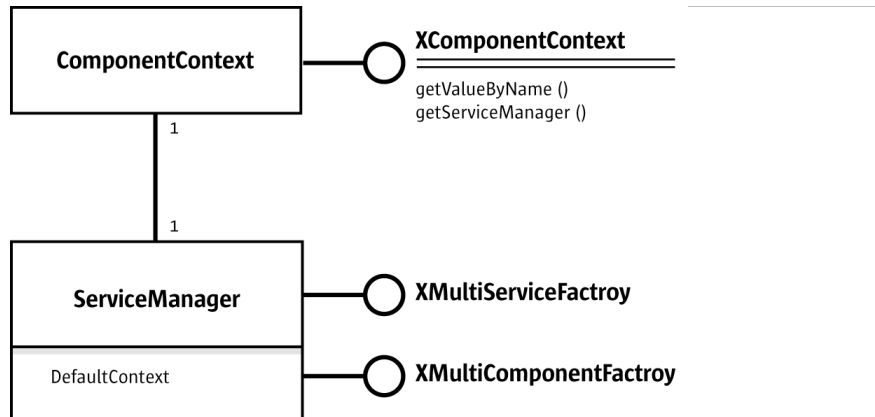 ComponentContext
XComponentContext
getValueByName ()
getServiceManager ()
1
1
ServiceManager
XMultiServiceFactroy
DefaultContext
XMultiComponentFactroy